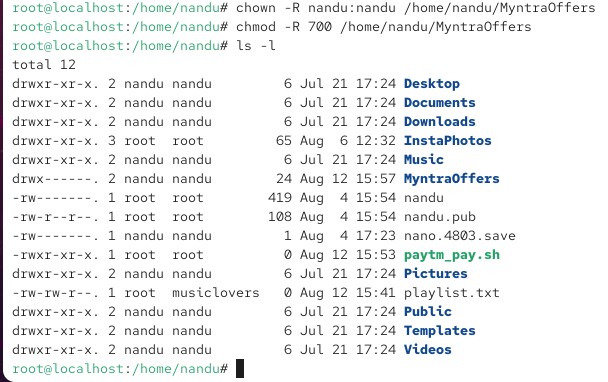 root@localhost:/home/nandu# chown -R nandu:nandu /home/nandu/MyntraOffers
root@localhost:/home/nandu# chmod -R 700 /home/nandu/MyntraOffers
root@localhost:/home/nandu# ls -l
total 12
drwxr-xr-x. 2 nandu nandu         6 Jul 21 17:24 Desktop
drwxr-xr-x. 2 nandu nandu         6 Jul 21 17:24 Documents
drwxr-xr-x. 2 nandu nandu         6 Jul 21 17:24 Downloads
drwxr-xr-x. 3 root  root         65 Aug  6 12:32 InstaPhotos
drwxr-xr-x. 2 nandu nandu         6 Jul 21 17:24 Music
drwx------. 2 nandu nandu        24 Aug 12 15:57 MyntraOffers
-rw-------. 1 root  root        419 Aug  4 15:54 nandu
-rw-r--r--. 1 root  root        108 Aug  4 15:54 nandu.pub
-rw-------. 1 nandu nandu         1 Aug  4 17:23 nano.4803.save
-rwxr-xr-x. 1 root  root          0 Aug 12 15:53 paytm_pay.sh
drwxr-xr-x. 2 nandu nandu         6 Jul 21 17:24 Pictures
-rw-rw-r--. 1 root  musiclovers   0 Aug 12 15:41 playlist.txt
drwxr-xr-x. 2 nandu nandu         6 Jul 21 17:24 Public
drwxr-xr-x. 2 nandu nandu         6 Jul 21 17:24 Templates
drwxr-xr-x. 2 nandu nandu         6 Jul 21 17:24 Videos
root@localhost:/home/nandu#